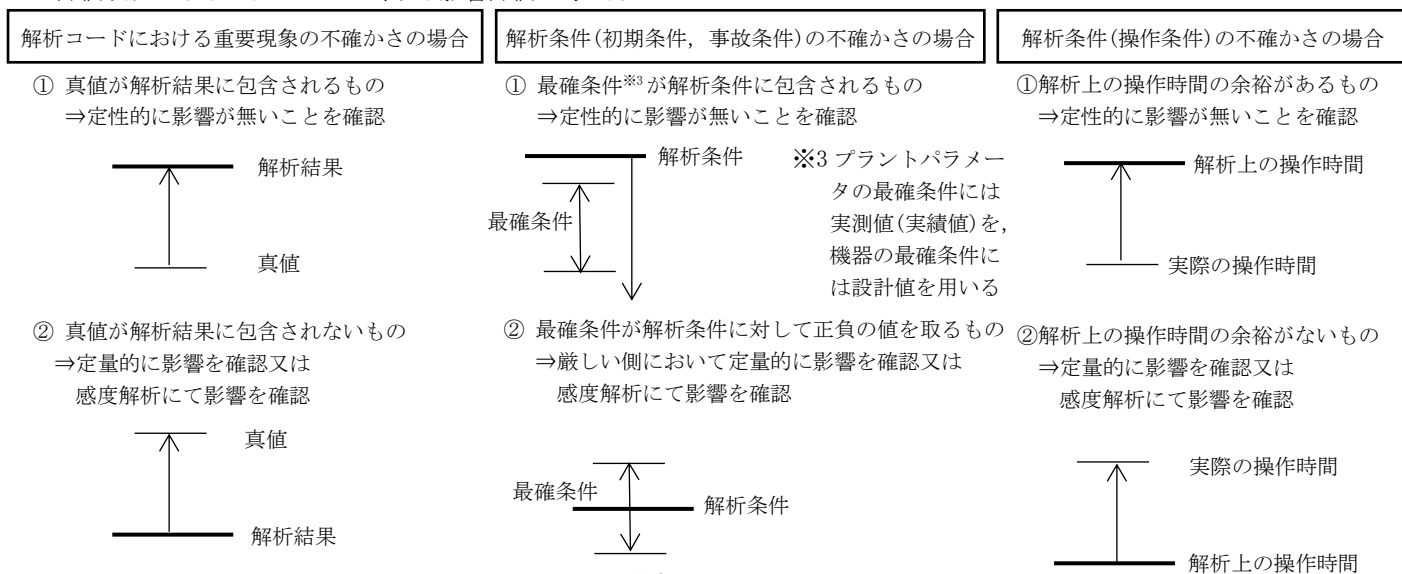 解析コードにおける重要現象の不確かさの場合
① 真値が解析結果に包含されるもの
⇒定性的に影響が無いことを確認
解析結果
真値
② 真値が解析結果に包含されないもの
⇒定量的に影響を確認又は
感度解析にて影響を確認
真値
解析結果
解析条件(初期条件，事故条件)の不確かさの場合
① 最確条件※3が解析条件に包含されるもの
⇒定性的に影響が無いことを確認
解析条件
最確条件
※3 プラントパラメー
タの最確条件には
実測値(実績値)を,
機器の最確条件に
は設計値を用いる
② 最確条件が解析条件に対して正負の値を取るもの
⇒厳しい側において定量的に影響を確認又は
感度解析にて影響を確認
最確条件
解析条件
解析条件(操作条件)の不確かさの場合
①解析上の操作時間の余裕があるもの
⇒定性的に影響が無いことを確認
解析上の操作時間
実際の操作時間
②解析上の操作時間の余裕がないもの
⇒定量的に影響を確認又は
感度解析にて影響を確認
実際の操作時間
解析上の操作時間